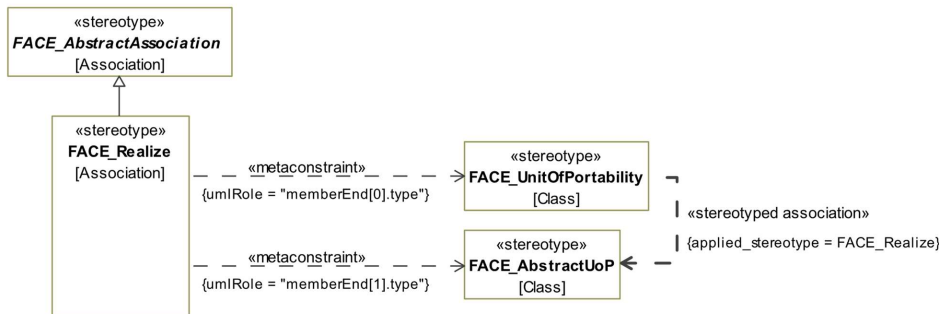 «stereotype»
FACE_AbstractAssociation
[Association]
«stereotype»
FACE_Realize
[Association]
«metaconstraint»
{umlRole = "memberEnd[0].type"}
«stereotype»
FACE_UnitOfPortability
[Class]
«stereotyped association»
{applied_stereotype = FACE_Realize}
«metaconstraint»
{umlRole = "memberEnd[1].type"}
«stereotype»
FACE_AbstractUoP
[Class]